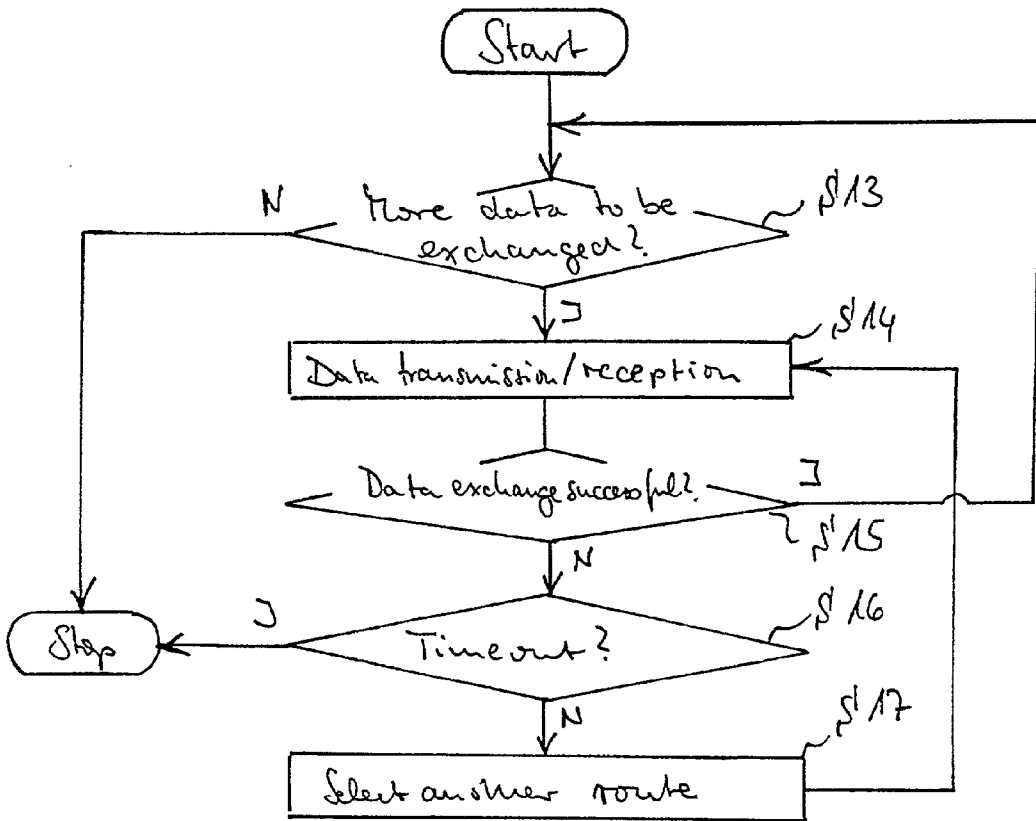 Start
N
More data to be
exchanged?
S13
J
S14
Data transmission/reception
Data exchange successful?
J
S15
N
J
S16
Stop
Timeout?
N
S17
Select another route